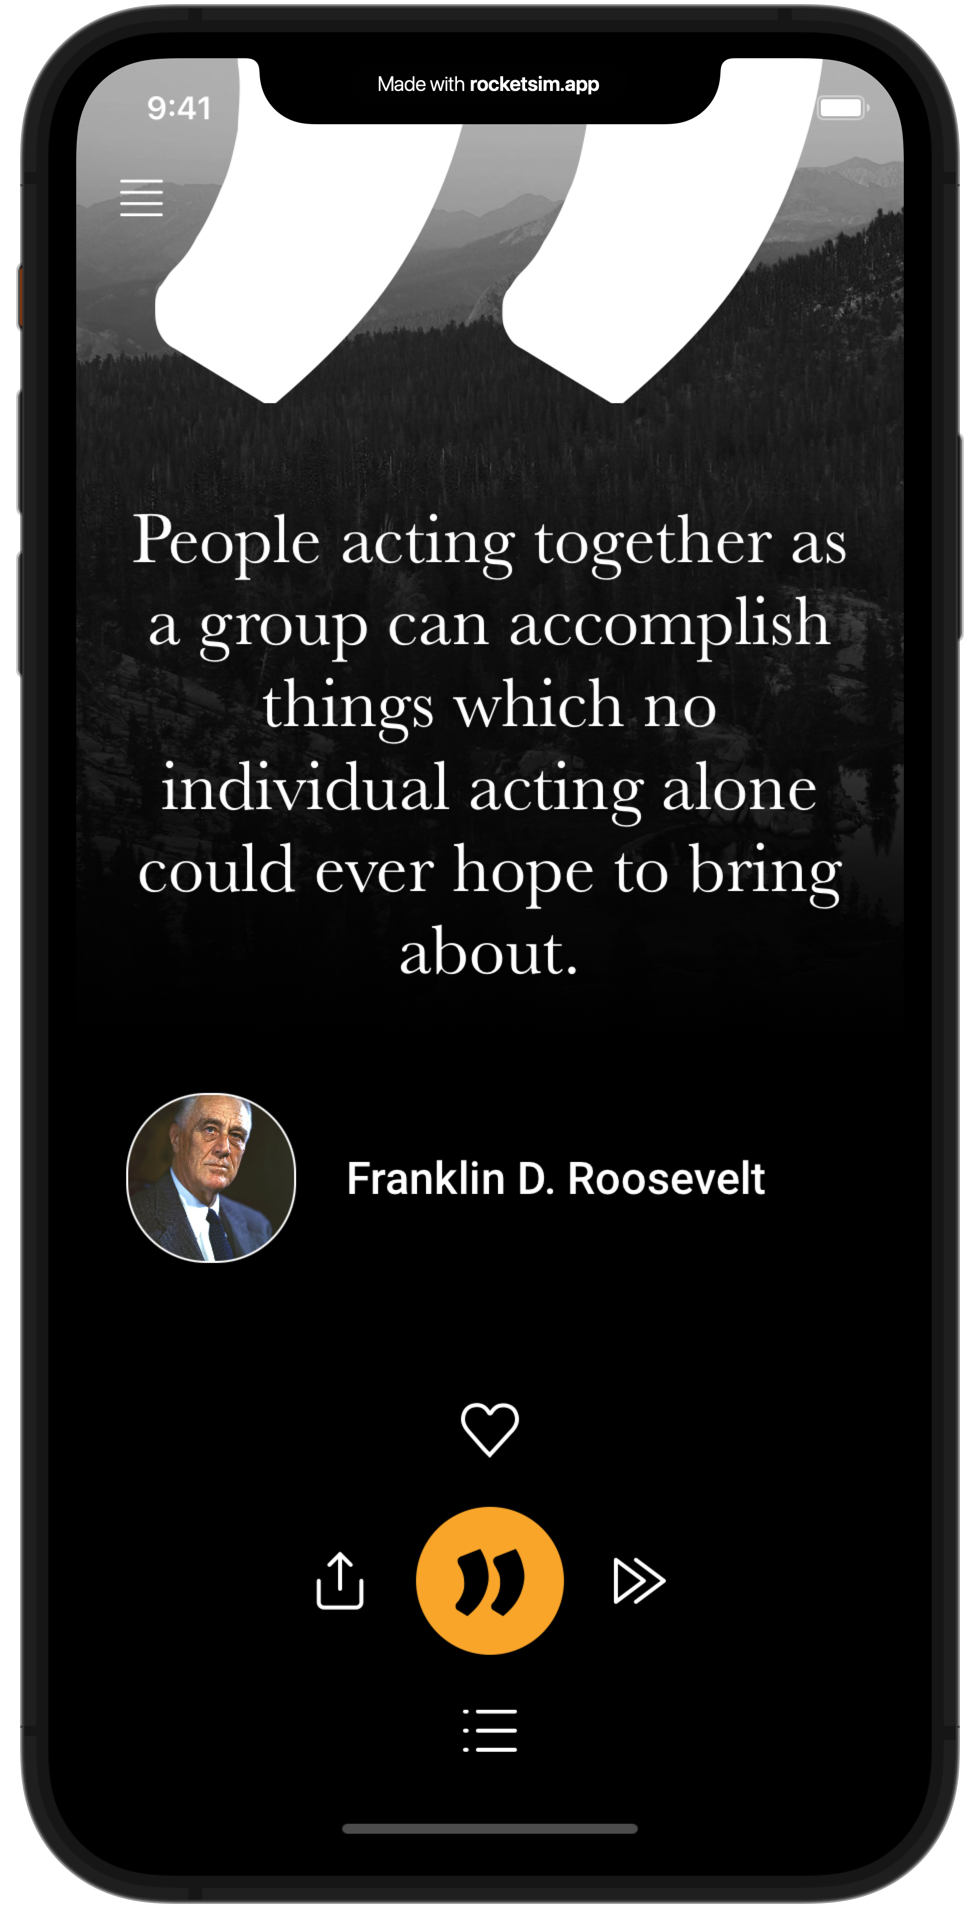 Made with rocketsim.app
9:41
People acting together as
a group can accomplish
things which no
individual acting alone
could ever hope to bring
about.
Franklin D. Roosevelt